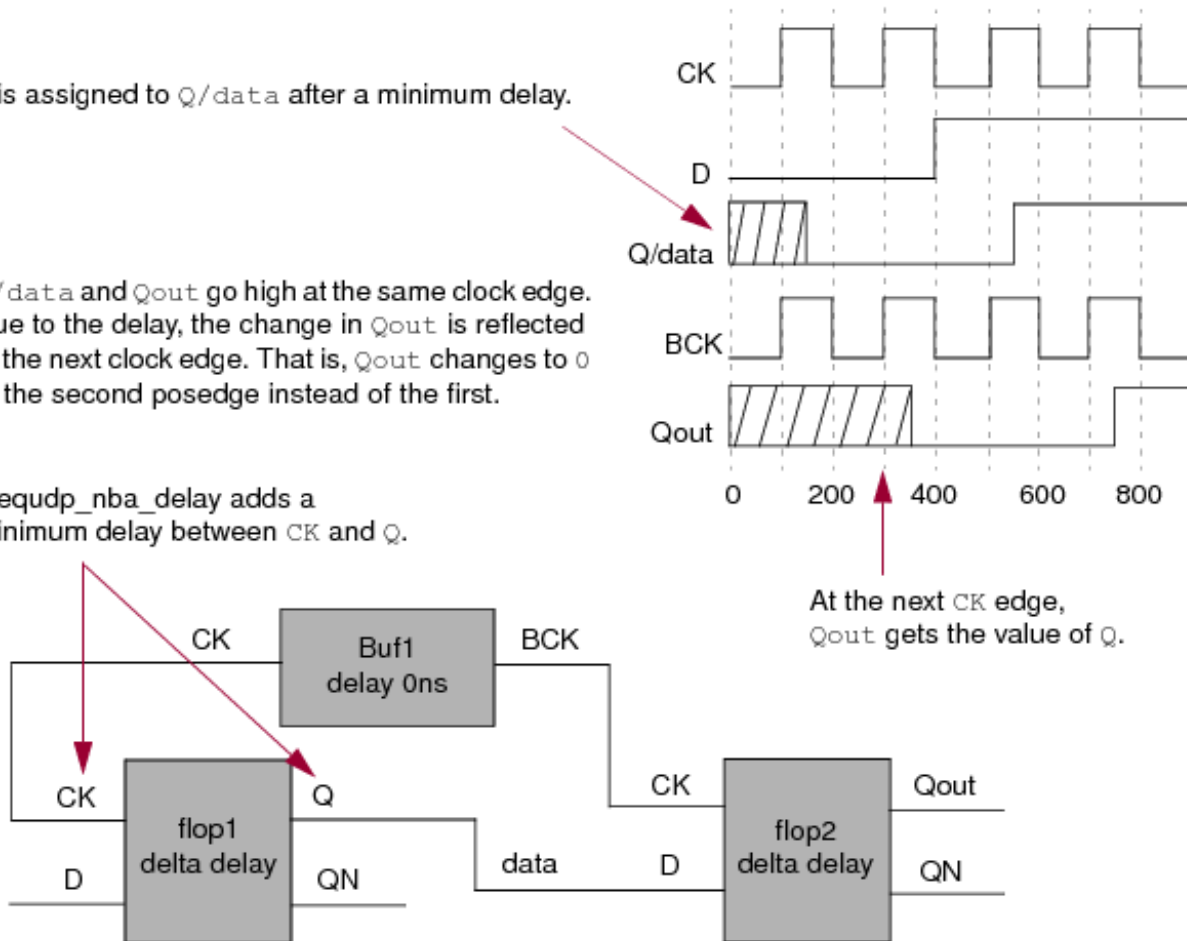 is assigned to Q/data after a minimum delay.
/data and Qout go high at the same clock edge.
ue to the delay, the change in Qout is reflected
the next clock edge. That is, Qout changes to 0
the second posedge instead of the first.
equdp_nba_delay adds a
nimum delay between CK and Q.
CK
D
Q/data
BCK
Qout
0 200 400 600 800
At the next CK edge,
Qout gets the value of Q.
CK
Buf1
delay 0ns
BCK
CK
D
flop1
delta delay
Q
QN
data
CK
D
flop2
delta delay
Qout
QN